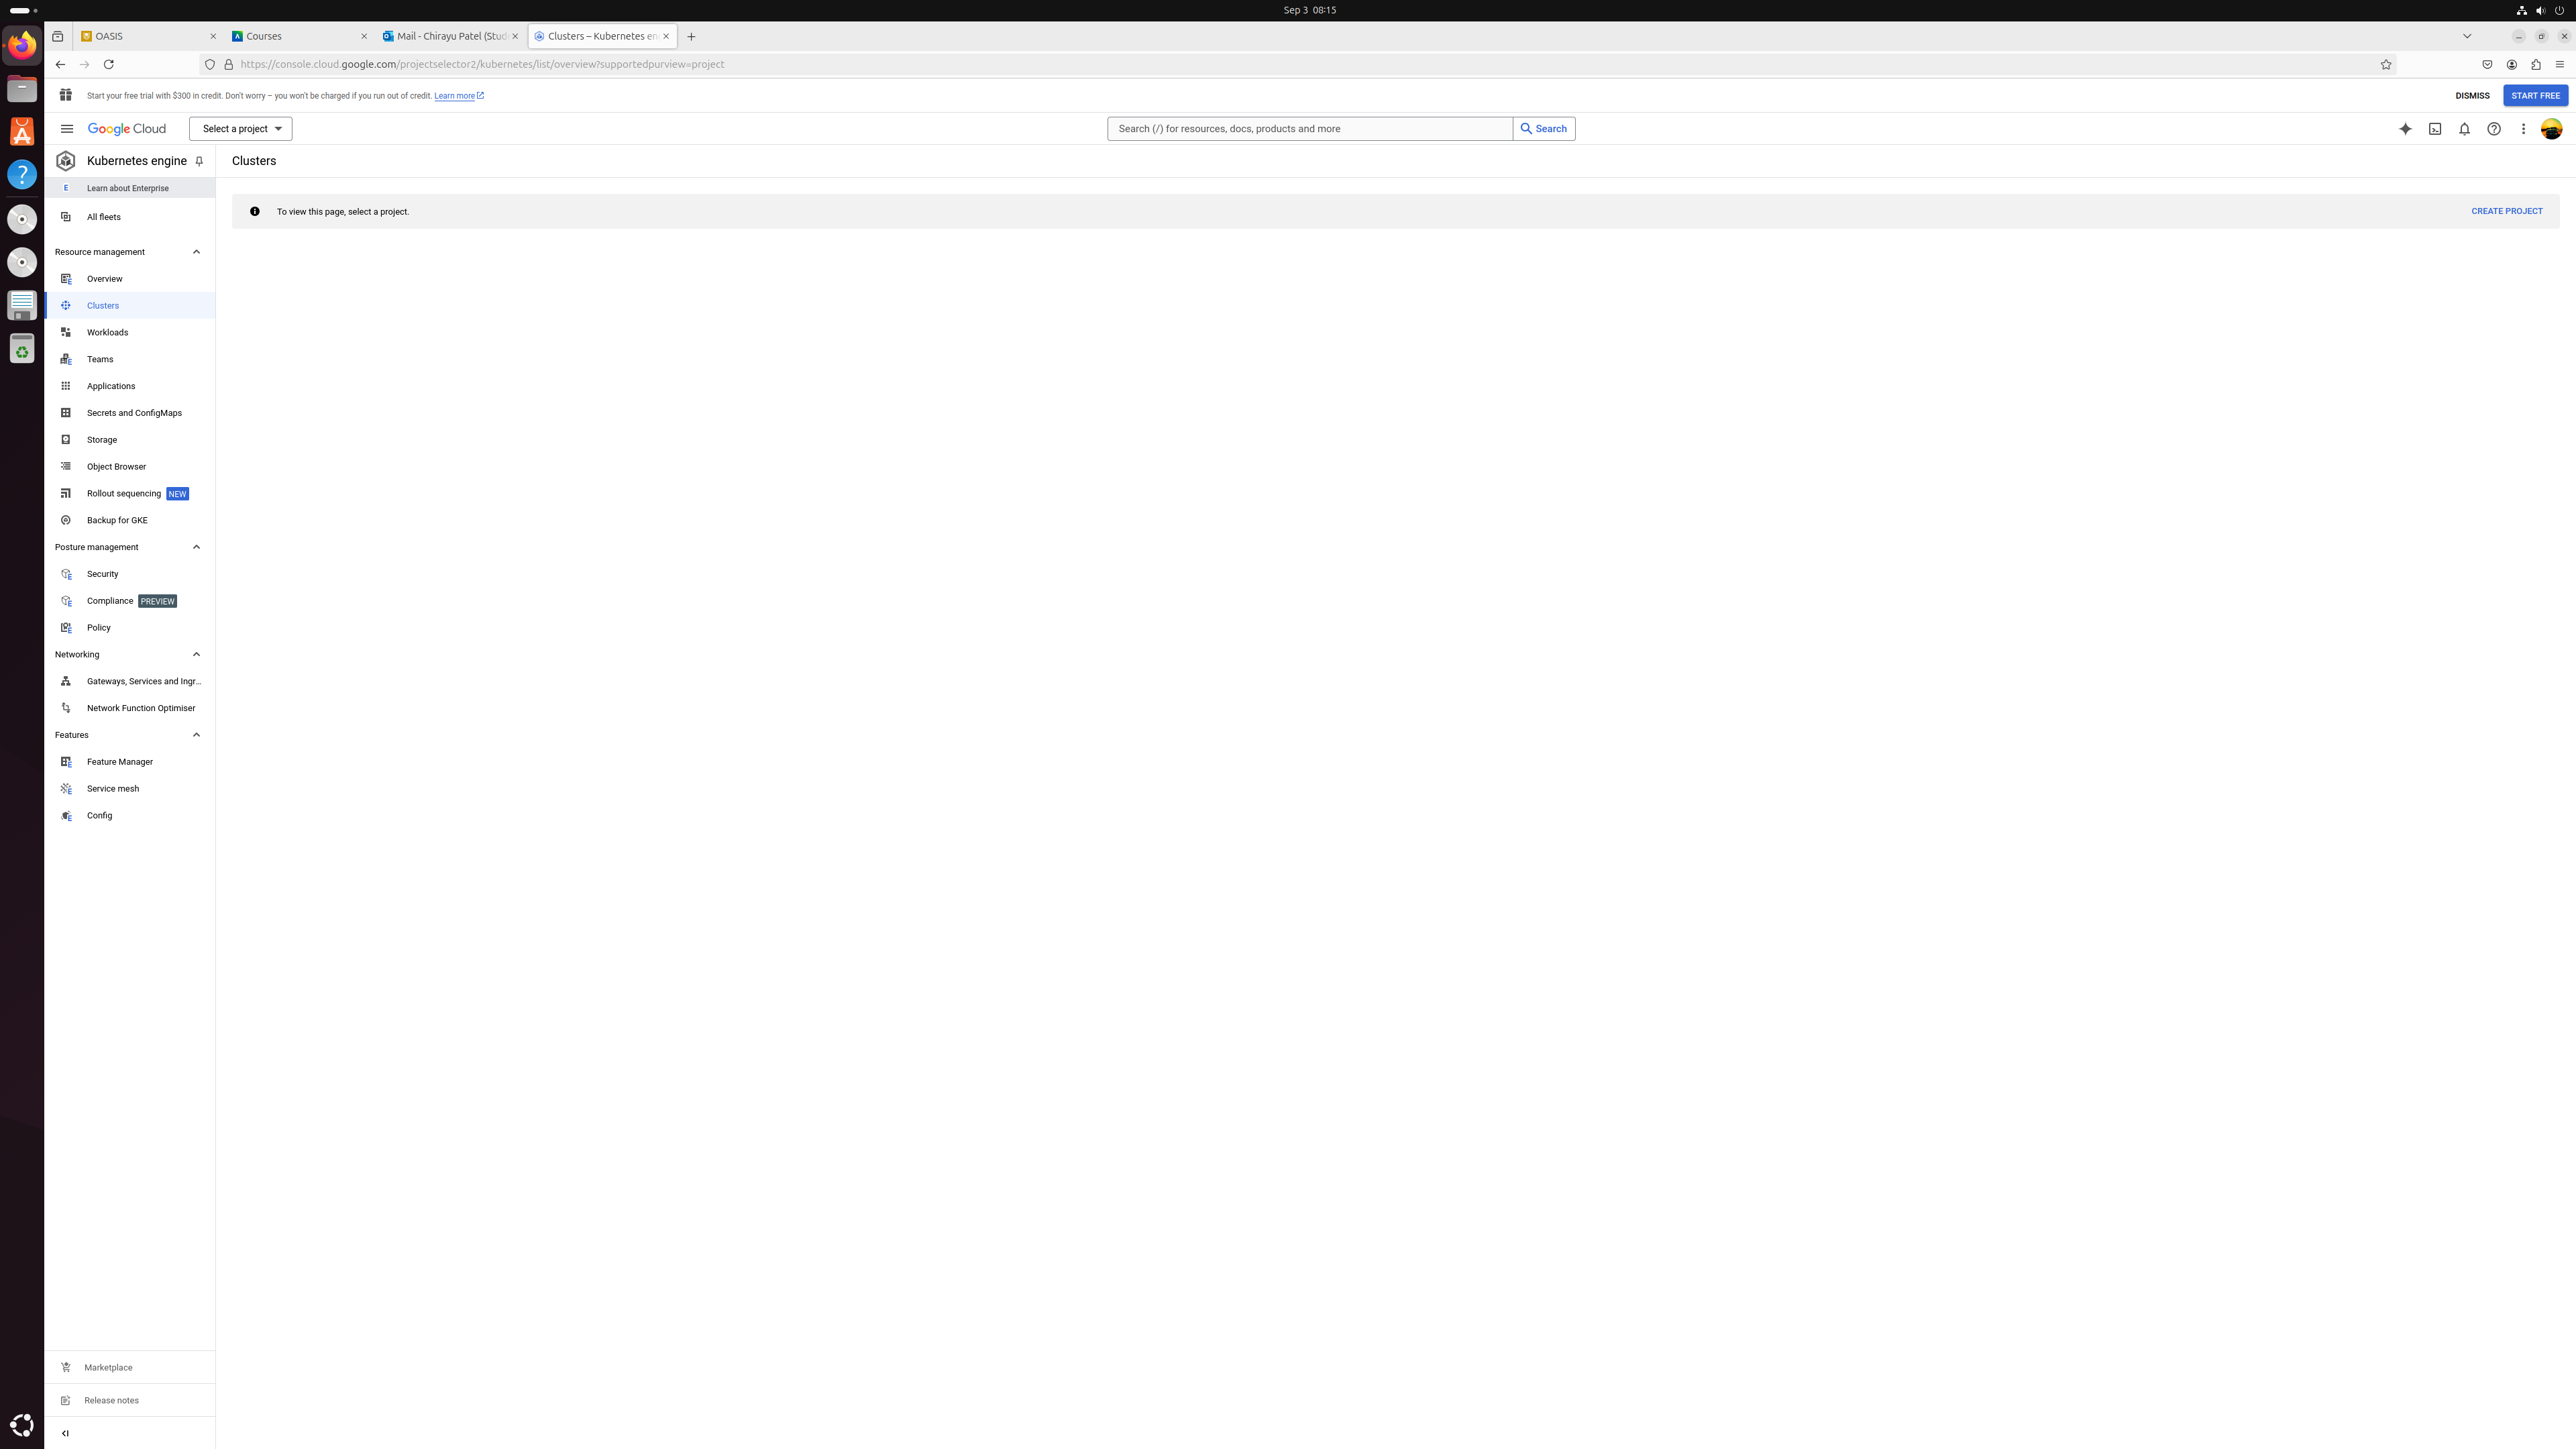 Sep 3 08:15
OASIS
Courses
Mail - Chirayu Patel (Stud
Clusters – Kubernetes en
https://console.cloud.google.com/projectselector2/kubernetes/list/overview?supportedpurview=project
Start your free trial with $300 in credit. Don't worry – you won't be charged if you run out of credit. Learn more
DISMISS
START FREE
Google Cloud
Select a project
Search (/) for resources, docs, products and more
Search
Kubernetes engine
Clusters
E Learn about Enterprise
To view this page, select a project.
CREATE PROJECT
All fleets
Resource management
Overview
Clusters
Workloads
Teams
Applications
Secrets and ConfigMaps
Storage
Object Browser
Rollout sequencing NEW
Backup for GKE
Posture management
Security
Compliance PREVIEW
Policy
Networking
Gateways, Services and Ingr...
Network Function Optimiser
Features
Feature Manager
Service mesh
Config
Marketplace
Release notes